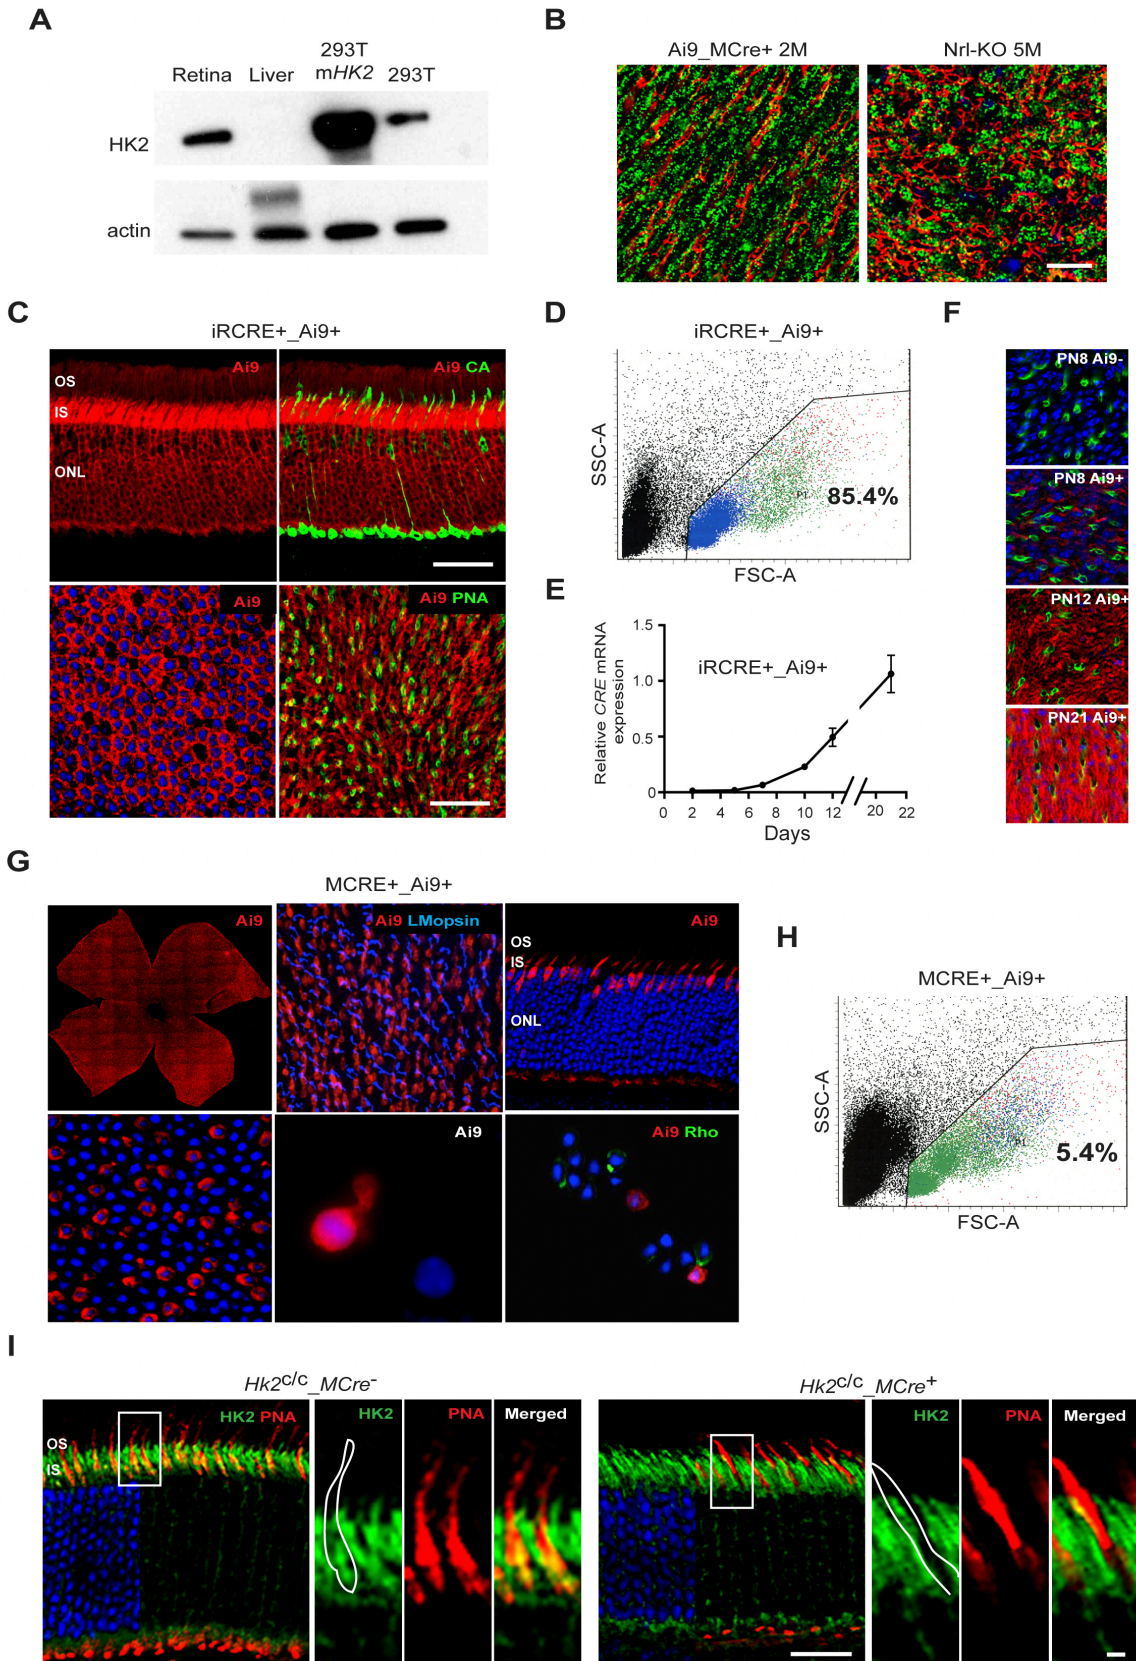 A
Retina Liver 293T mHK2 293T
HK2
actin
B
Ai9_MCre+ 2M
Nrl-KO 5M
C
iRCRE+_Ai9+
Ai9
OS
IS
ONL
Ai9 CA
Ai9
Ai9 PNA
D
iRCRE+_Ai9+
SSC-A
P1
85.4%
FSC-A
E
Relative CRE mRNA
expression
1.5
1.0
0.5
0
iRCRE+_Ai9+
0 2 4 6 8 10 12 20 22
Days
F
PN8 Ai9-
PN8 Ai9+
PN12 Ai9+
PN21 Ai9+
G
MCRE+_Ai9+
Ai9
Ai9 LMopsin
Ai9
OS
IS
ONL
Ai9
Ai9 Rho
H
MCRE+_Ai9+
SSC-A
P1
5.4%
FSC-A
I
Hk2c/c_MCre-
HK2 PNA
OS
IS
HK2
PNA
Merged
Hk2c/c_MCre+
HK2
PNA
Merged